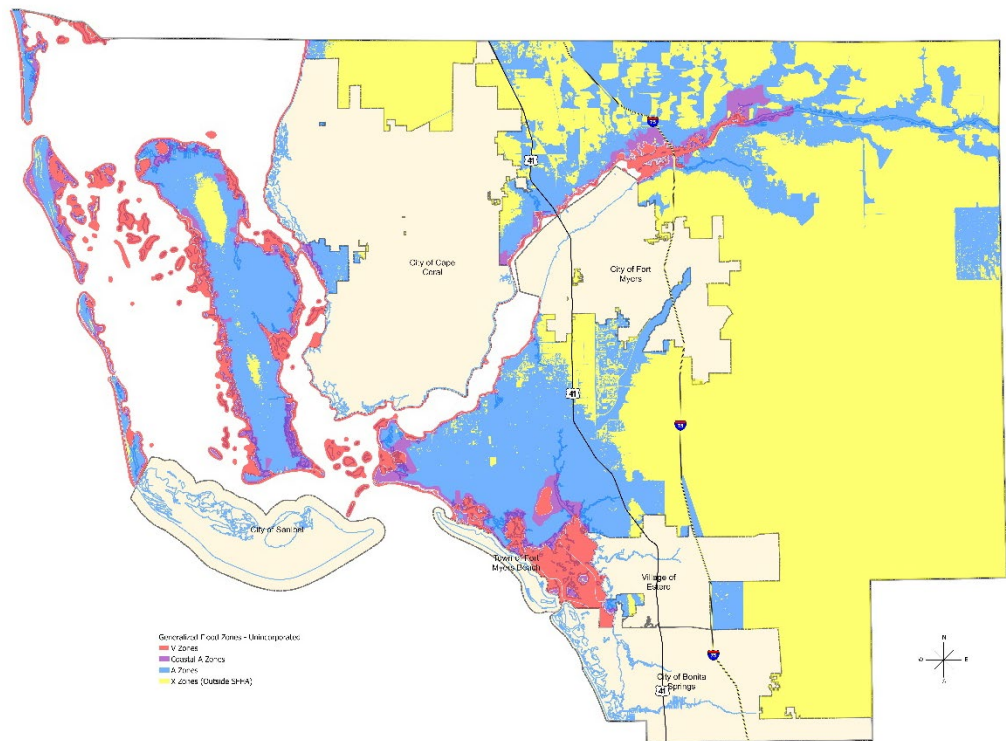 75
41
City of Cape
Coral
City of Fort
Myers
41
75
City of Sanibel
Town of Fort
Myers Beach
Village of
Estero
Generalized Flood Zones - Unincorporated
V Zones
Coastal A Zones
A Zones
X Zones (Outside SFHA)
75
City of Bonita
Springs
41
N
E